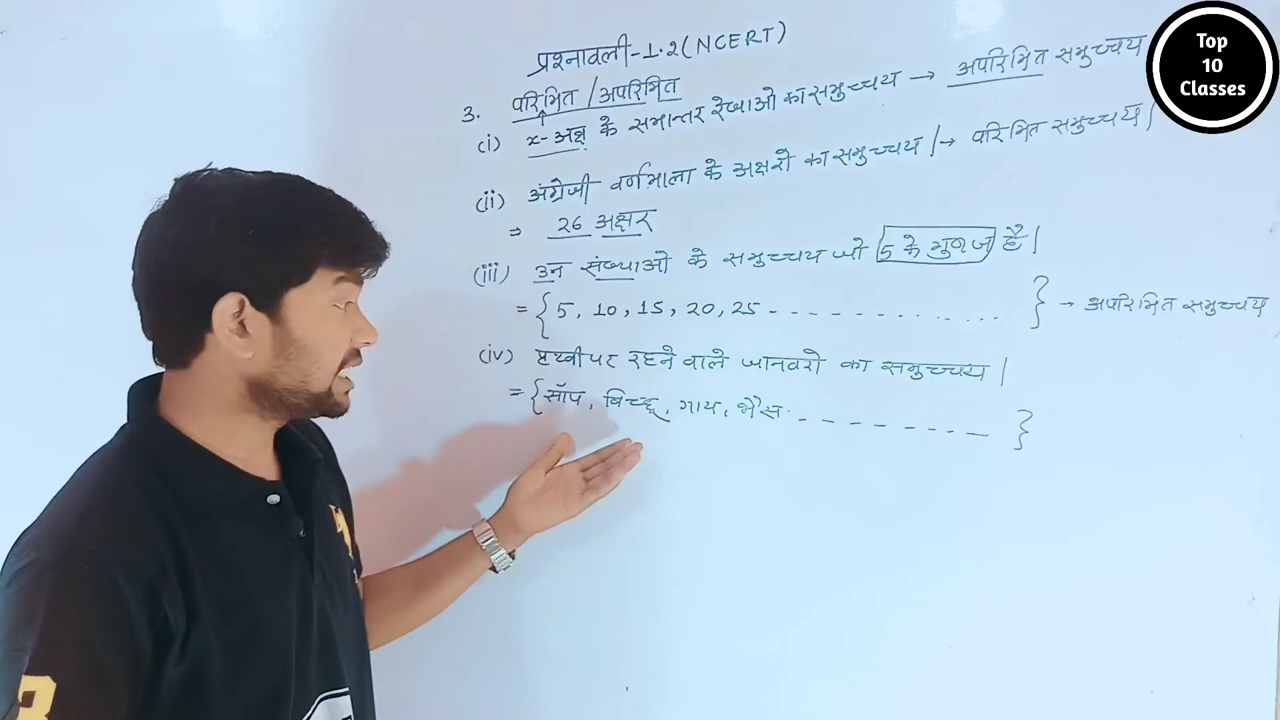 Top
10
Classes
प्रश्नावली-1.2(NCERT)
3. परिमित / अपरिमित
(i) x-अक्ष के समान्तर रेखाओ का समुच्चय → अपरिमित समुच्चय
(ii) अंग्रेजी वर्णमाला के अक्षरो का समुच्चय | → परिमित समुच्चय |
⇒ 26 अक्षर
(iii) उन संख्याओ के समुच्चय जो 5 के गुणज है |
= { 5, 10, 15, 20, 25 - - - - - - - - - - - - } → अपरिमित समुच्चय
(iv) पृथ्वी पर रहने वाले जानवरो का समुच्चय |
= { साँप, बिच्छू, गाय, भैस - - - - - - - - - }